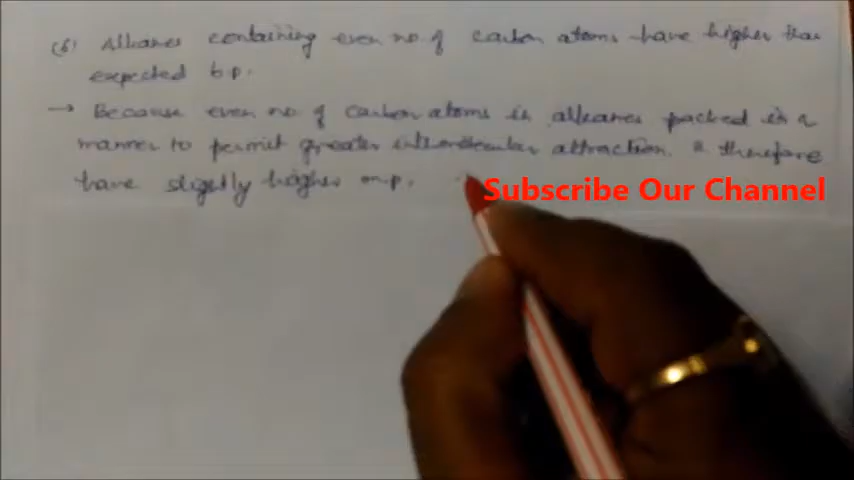 (6) Alkanes containing even no of carbon atoms have higher than
expected b.p.
→ Because even no of carbon atoms in alkanes packed in a
manner to permit greater intermolecular attraction & therefore
have sligetly higher m.p.
Subscribe Our Channel